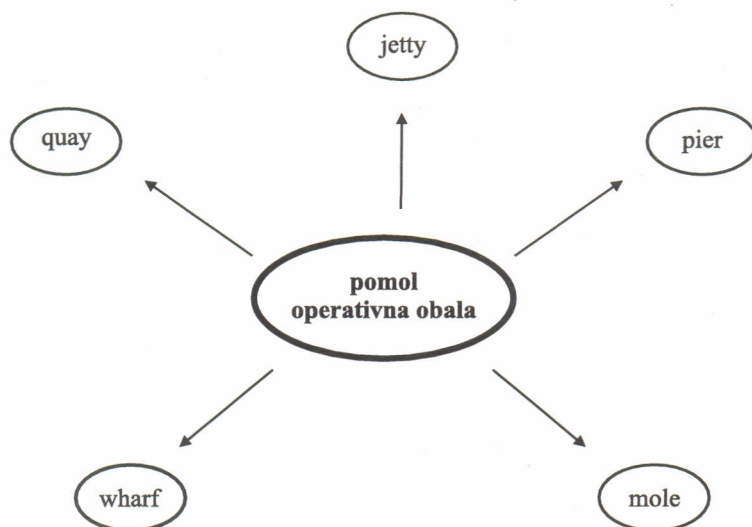 jetty
quay
pier
pomol
operativna obala
wharf
mole